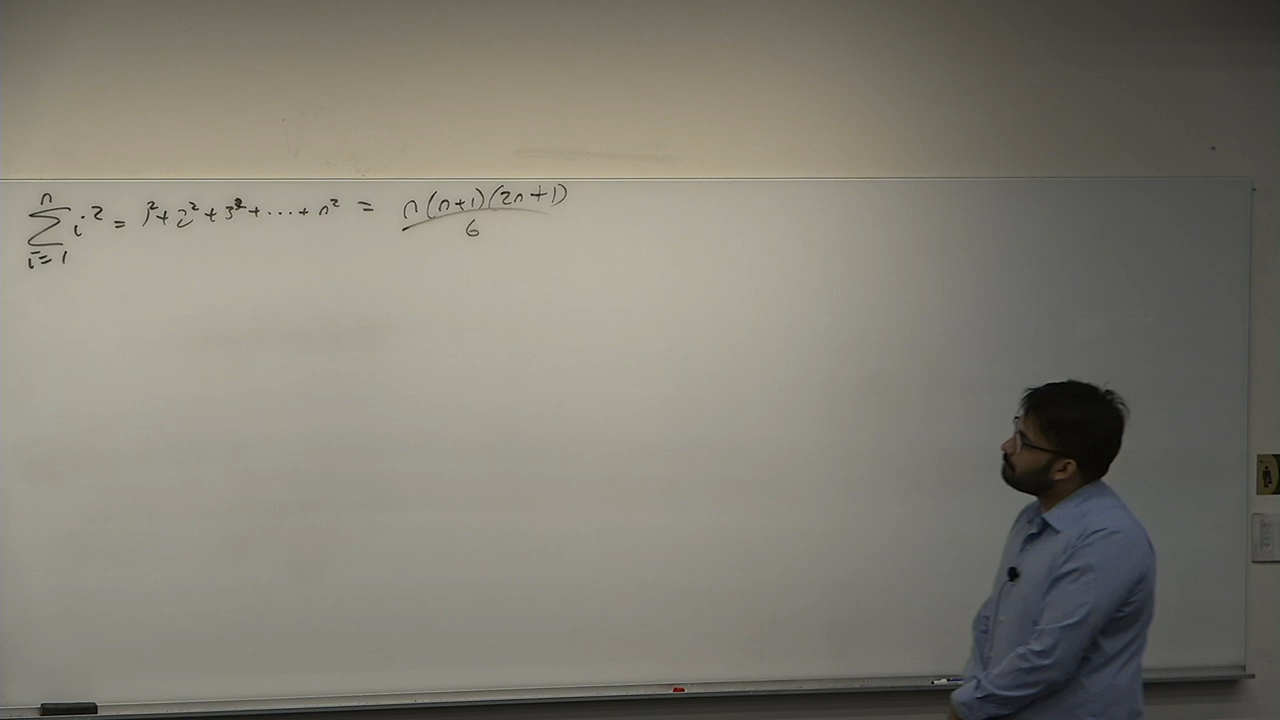 n
∑ i² = 1² + 2² + 3² + ... + n² = n(n+1)(2n+1)
i=1 6